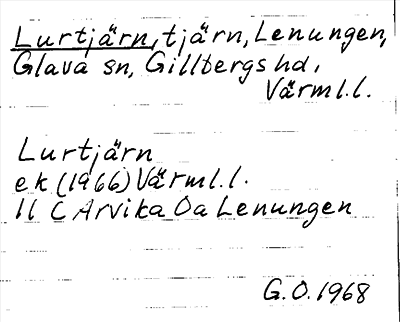 Lurtjärn, tjärn, Lenungen,
Glava sn, Gillbergs hd,
Värml.l.
Lurtjärn
ek (1966) Värml.l.
11 C Arvika Oa Lenungen
G.O. 1968